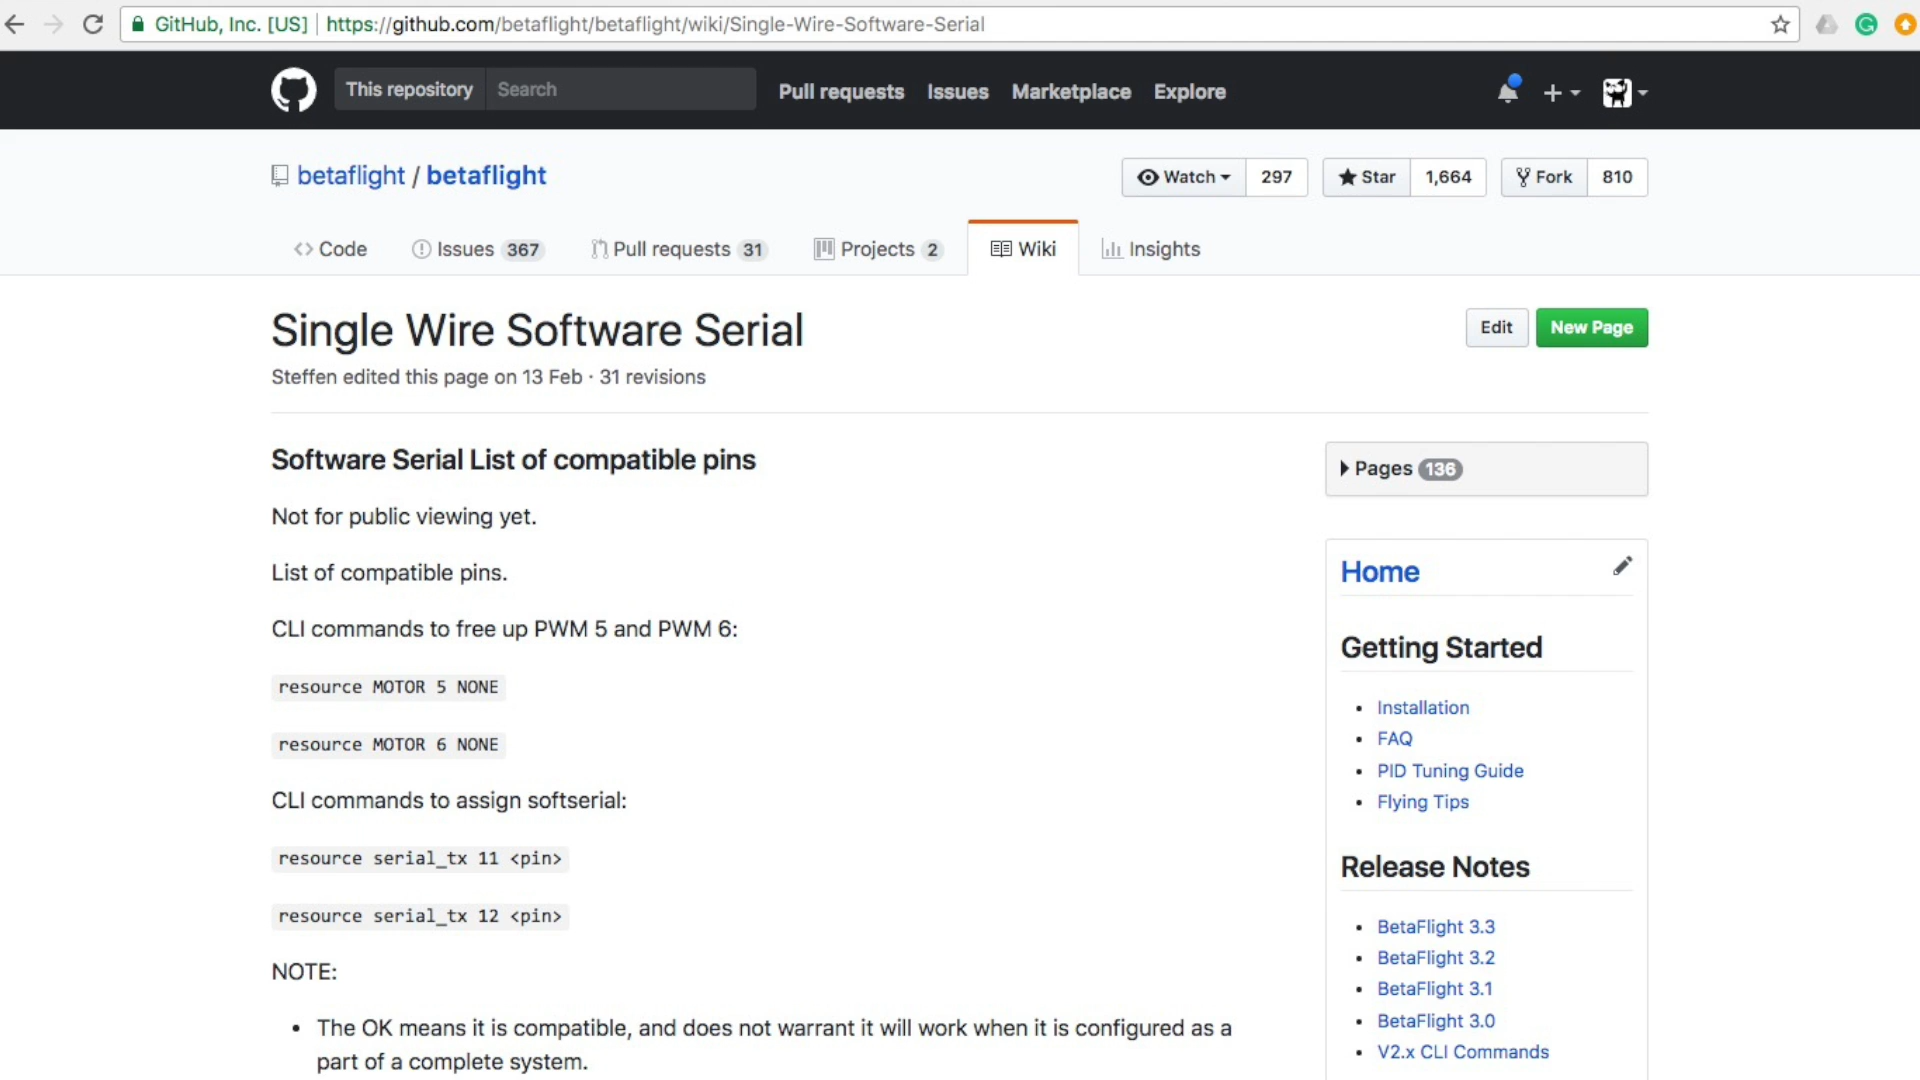 GitHub, Inc. [US] | https://github.com/betaflight/betaflight/wiki/Single-Wire-Software-Serial
This repository Search Pull requests Issues Marketplace Explore
betaflight / betaflight
Watch 297 Star 1,664 Fork 810
Code Issues 367 Pull requests 31 Projects 2 Wiki Insights
Single Wire Software Serial
Edit New Page
Steffen edited this page on 13 Feb · 31 revisions
Software Serial List of compatible pins
Not for public viewing yet.
List of compatible pins.
CLI commands to free up PWM 5 and PWM 6:
resource MOTOR 5 NONE
resource MOTOR 6 NONE
CLI commands to assign softserial:
resource serial_tx 11 <pin>
resource serial_tx 12 <pin>
NOTE:
• The OK means it is compatible, and does not warrant it will work when it is configured as a
part of a complete system.
Pages 136
Home
Getting Started
• Installation
• FAQ
• PID Tuning Guide
• Flying Tips
Release Notes
• BetaFlight 3.3
• BetaFlight 3.2
• BetaFlight 3.1
• BetaFlight 3.0
• V2.x CLI Commands